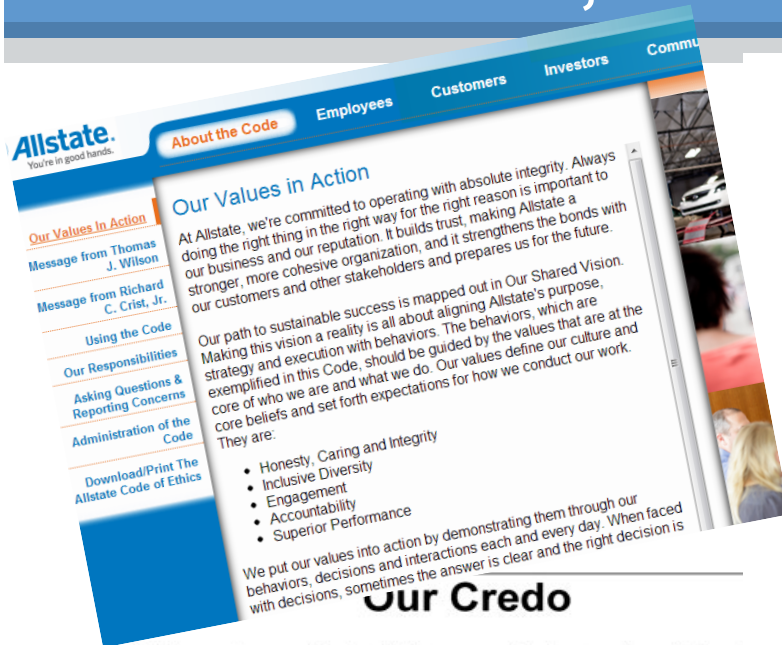 Allstate.
You're in good hands.
About the Code
Employees
Customers
Investors
Our Values In Action
Message from Thomas
J. Wilson
Message from Richard
C. Crist, Jr.
Using the Code
Our Responsibilities
Asking Questions &
Reporting Concerns
Administration of the
Code
Download/Print The
Allstate Code of Ethics
Our Values in Action
At Allstate, we're committed to operating with absolute integrity. Always
doing the right thing in the right way for the right reason is important to
our business and our reputation. It builds trust, making Allstate a
stronger, more cohesive organization, and it strengthens the bonds with
our customers and other stakeholders and prepares us for the future.
Our path to sustainable success is mapped out in Our Shared Vision.
Making this vision a reality is all about aligning Allstate's purpose,
strategy and execution with behaviors. The behaviors, which are
exemplified in this Code, should be guided by the values that are at the
core of who we are and what we do. Our values define our culture and
core beliefs and set forth expectations for how we conduct our work.
They are:
• Honesty, Caring and Integrity
• Inclusive Diversity
• Engagement
• Accountability
• Superior Performance
We put our values into action by demonstrating them through our
behaviors, decisions and interactions each and every day. When faced
with decisions, sometimes the answer is clear and the right decision is
Our Credo